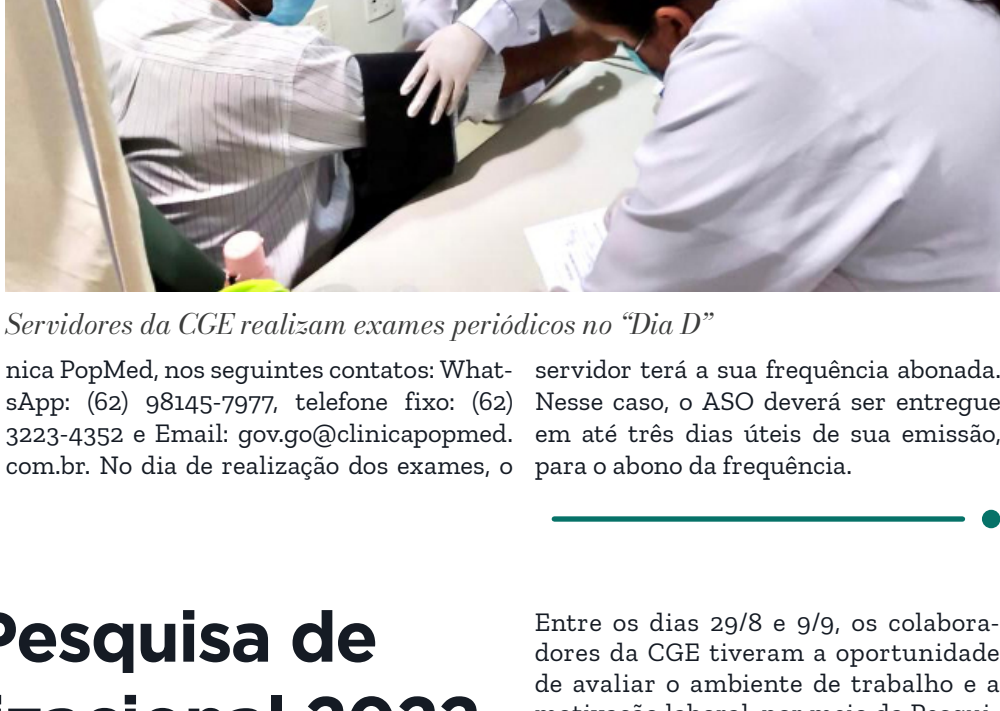 Servidores da CGE realizam exames periódicos no “Dia D”
nica PopMed, nos seguintes contatos: What-
sApp: (62) 98145-7977, telefone fixo: (62)
3223-4352 e Email: gov.go@clinicapopmed.
com.br. No dia de realização dos exames, o
servidor terá a sua frequência abonada.
Nesse caso, o ASO deverá ser entregue
em até três dias úteis de sua emissão,
para o abono da frequência.
Pesquisa de
Entre os dias 29/8 e 9/9, os colabora-
dores da CGE tiveram a oportunidade
de avaliar o ambiente de trabalho e a